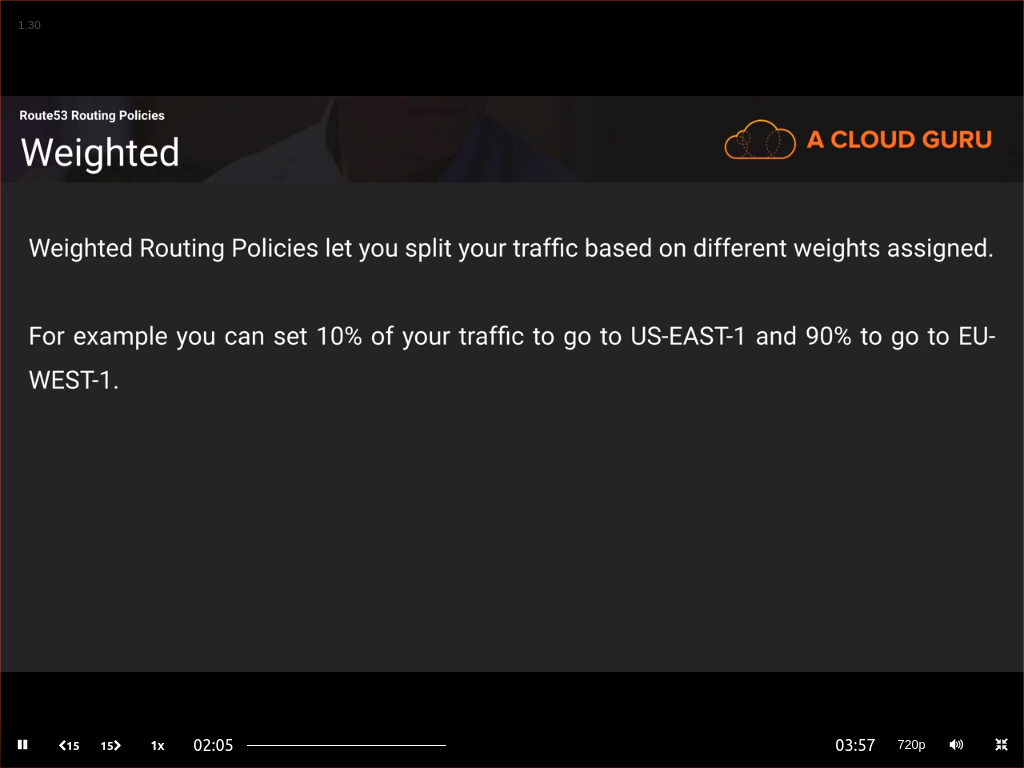 1.30
Route53 Routing Policies
Weighted
A CLOUD GURU
Weighted Routing Policies let you split your traffic based on different weights assigned.
For example you can set 10% of your traffic to go to US-EAST-1 and 90% to go to EU-
WEST-1.
15 15 1x 02:05 03:57 720p